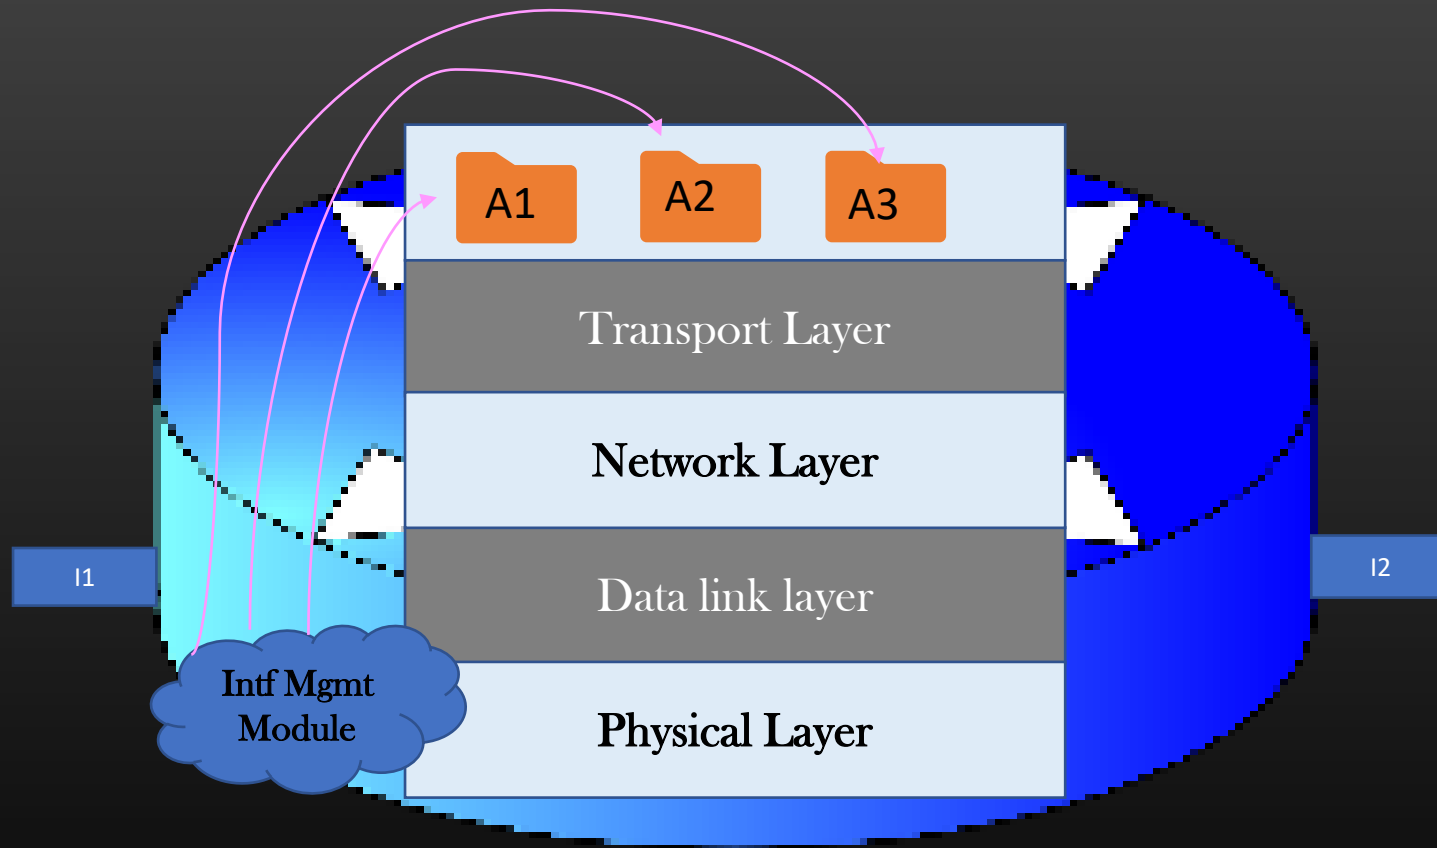 A1
A2
A3
Transport Layer
Network Layer
Data link layer
Physical Layer
I1
I2
Intf Mgmt
Module